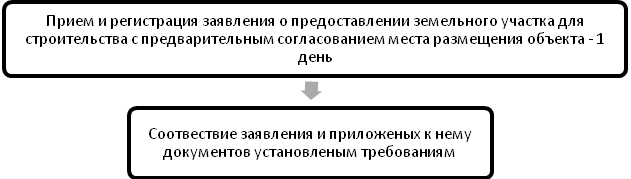 Прием и регистрация заявления о предоставлении земельного участка для
строительства с предварительным согласованием места размещения объекта - 1
день
Соотвествие заявления и приложеных к нему
документов установленым требованиям